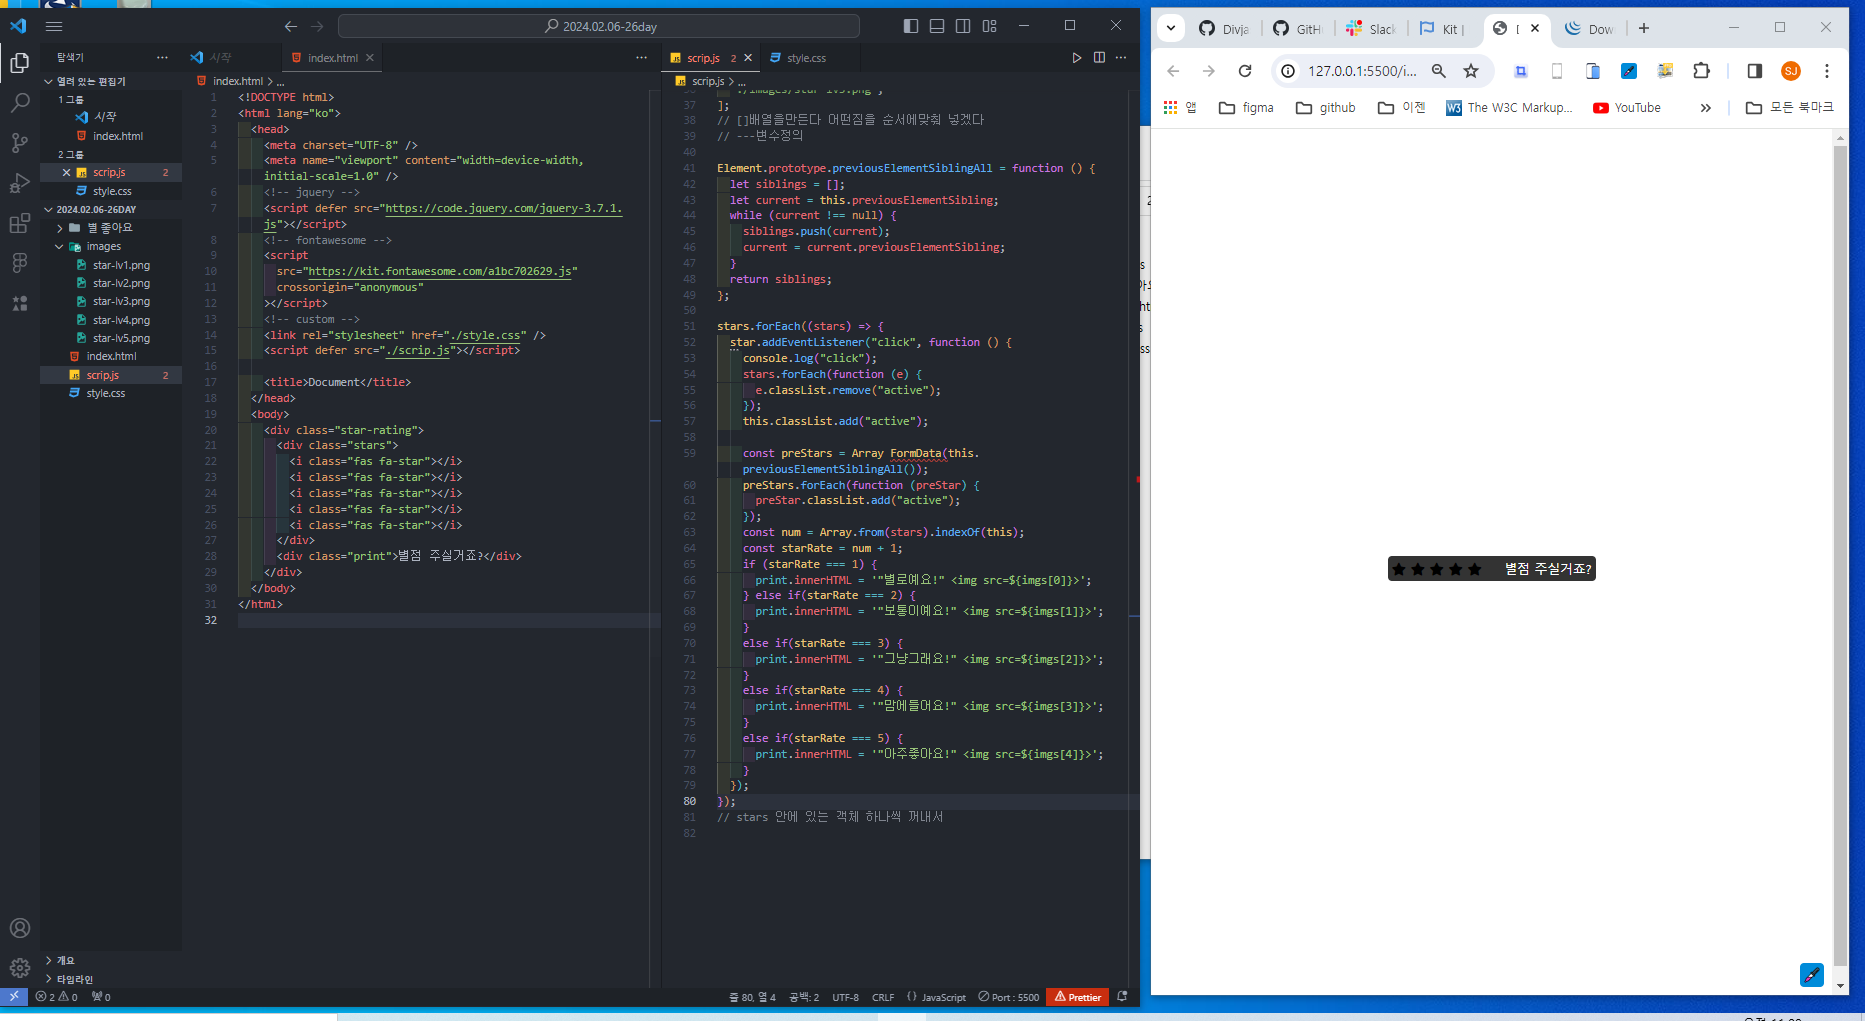 2024.02.06-26day
탐색기
열려 있는 편집기
1 그룹
시작
index.html
2 그룹
scrip.js 2
style.css
2024.02.06-26DAY
별 좋아요
images
star-lv1.png
star-lv2.png
star-lv3.png
star-lv4.png
star-lv5.png
index.html
scrip.js 2
style.css
개요
타임라인
시작
index.html
index.html > ...
1 <!DOCTYPE html>
2 <html lang="ko">
3 <head>
4 <meta charset="UTF-8" />
5 <meta name="viewport" content="width=device-width,
initial-scale=1.0" />
6 <!-- jquery -->
7 <script defer src="https://code.jquery.com/jquery-3.7.1.
js"></script>
8 <!-- fontawesome -->
9 <script
10 src="https://kit.fontawesome.com/a1bc702629.js"
11 crossorigin="anonymous"
12 ></script>
13 <!-- custom -->
14 <link rel="stylesheet" href="./style.css" />
15 <script defer src="./scrip.js"></script>
16
17 <title>Document</title>
18 </head>
19 <body>
20 <div class="star-rating">
21 <div class="stars">
22 <i class="fas fa-star"></i>
23 <i class="fas fa-star"></i>
24 <i class="fas fa-star"></i>
25 <i class="fas fa-star"></i>
26 <i class="fas fa-star"></i>
27 </div>
28 <div class="print">별점 주실거죠?</div>
29 </div>
30 </body>
31 </html>
32
scrip.js 2
style.css
scrip.js > ...
37 ];
38 // []배열을만든다 어떤짐을 순서에맞춰 넣겠다
39 // ---변수정의
40
41 Element.prototype.previousElementSiblingAll = function () {
42 let siblings = [];
43 let current = this.previousElementSibling;
44 while (current !== null) {
45 siblings.push(current);
46 current = current.previousElementSibling;
47 }
48 return siblings;
49 };
50
51 stars.forEach((stars) => {
52 star.addEventListener("click", function () {
53 console.log("click");
54 stars.forEach(function (e) {
55 e.classList.remove("active");
56 });
57 this.classList.add("active");
58
59 const preStars = Array FormData(this.
previousElementSiblingAll());
60 preStars.forEach(function (preStar) {
61 preStar.classList.add("active");
62 });
63 const num = Array.from(stars).indexOf(this);
64 const starRate = num + 1;
65 if (starRate === 1) {
66 print.innerHTML = '"별로예요!" <img src=${imgs[0]}>';
67 } else if(starRate === 2) {
68 print.innerHTML = '"보통이예요!" <img src=${imgs[1]}>';
69 }
70 else if(starRate === 3) {
71 print.innerHTML = '"그냥그래요!" <img src=${imgs[2]}>';
72 }
73 else if(starRate === 4) {
74 print.innerHTML = '"맘에들어요!" <img src=${imgs[3]}>';
75 }
76 else if(starRate === 5) {
77 print.innerHTML = '"아주좋아요!" <img src=${imgs[4]}>';
78 }
79 });
80 });
81 // stars 안에 있는 객체 하나씩 꺼내서
82
2 0 0
줄 80, 열 4 공백: 2 UTF-8 CRLF {} JavaScript Port : 5500 Prettier
Divja GitH Slack Kit | Dow
127.0.0.1:5500/i...
SJ
앱 figma github 이젠 The W3C Markup... YouTube » 모든 북마크
별점 주실거죠?